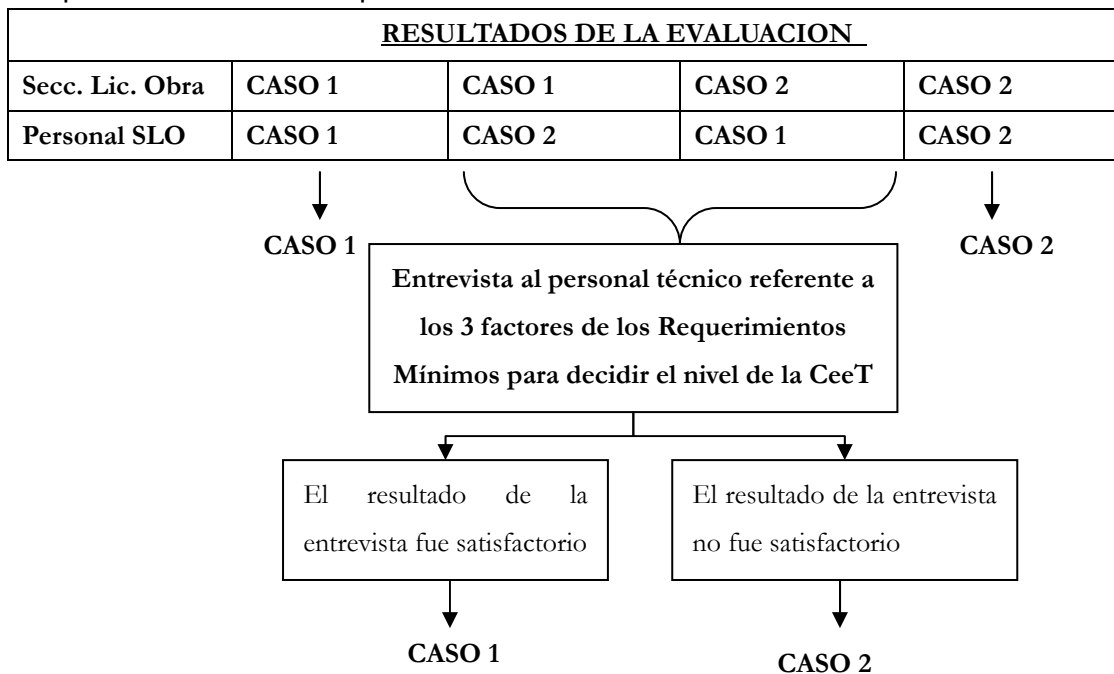 RESULTADOS DE LA EVALUACION
Secc. Lic. Obra CASO 1 CASO 1 CASO 2 CASO 2
Personal SLO CASO 1 CASO 2 CASO 1 CASO 2
CASO 1 CASO 2
Entrevista al personal técnico referente a
los 3 factores de los Requerimientos
Mínimos para decidir el nivel de la CeeT
El resultado de la
entrevista fue satisfactorio
El resultado de la entrevista
no fue satisfactorio
CASO 1
CASO 2